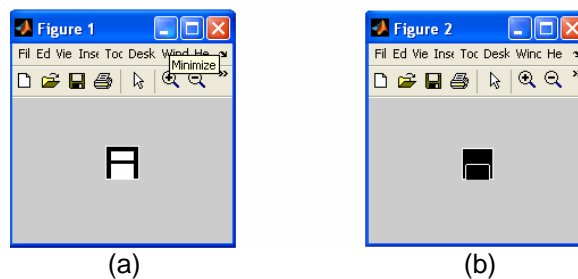 Figure 1
Fil Ed Vie Inse Toc Desk Wind He
Minimize
A
(a)
Figure 2
Fil Ed Vie Inse Toc Desk Winc He
(b)